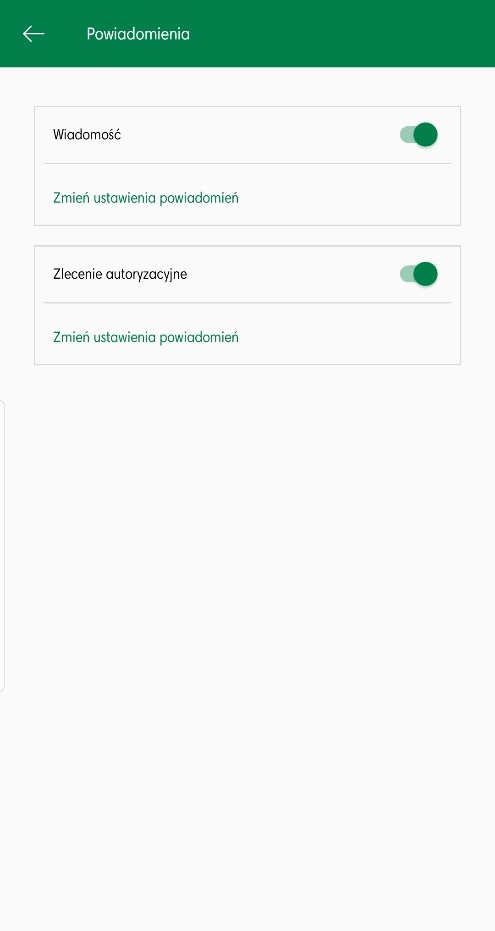 Powiadomienia
Wiadomość
Zmień ustawienia powiadomień
Zlecenie autoryzacyjne
Zmień ustawienia powiadomień